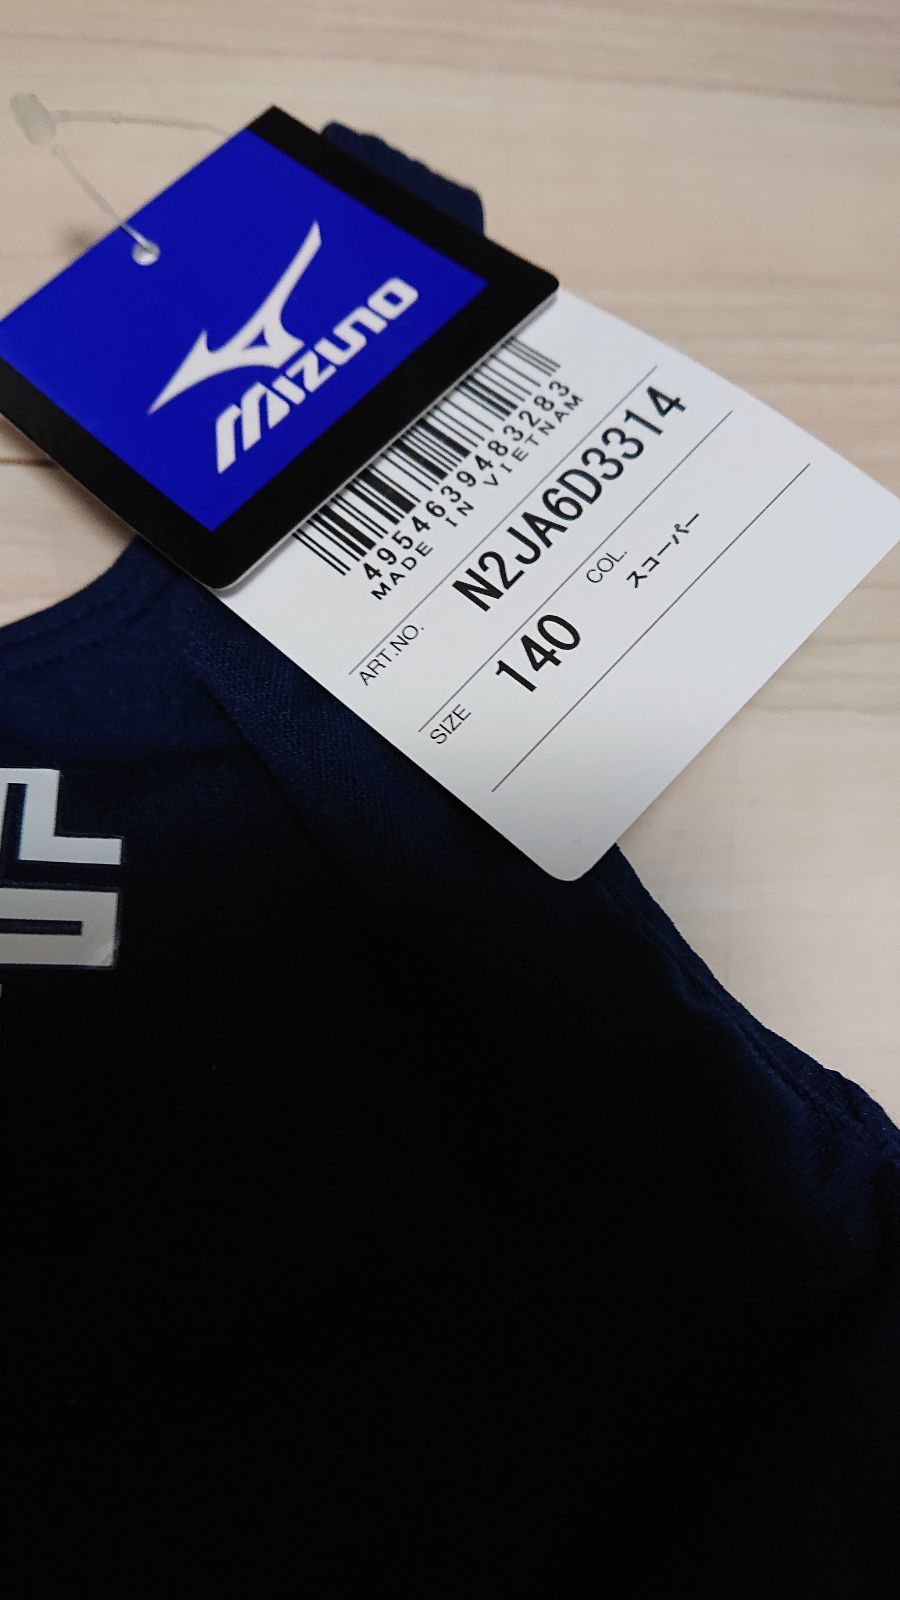 MIZUNO
4954639483283
MADE IN VIETNAM
ART.NO. N2JA6D3314
SIZE 140 COL. スコーパー